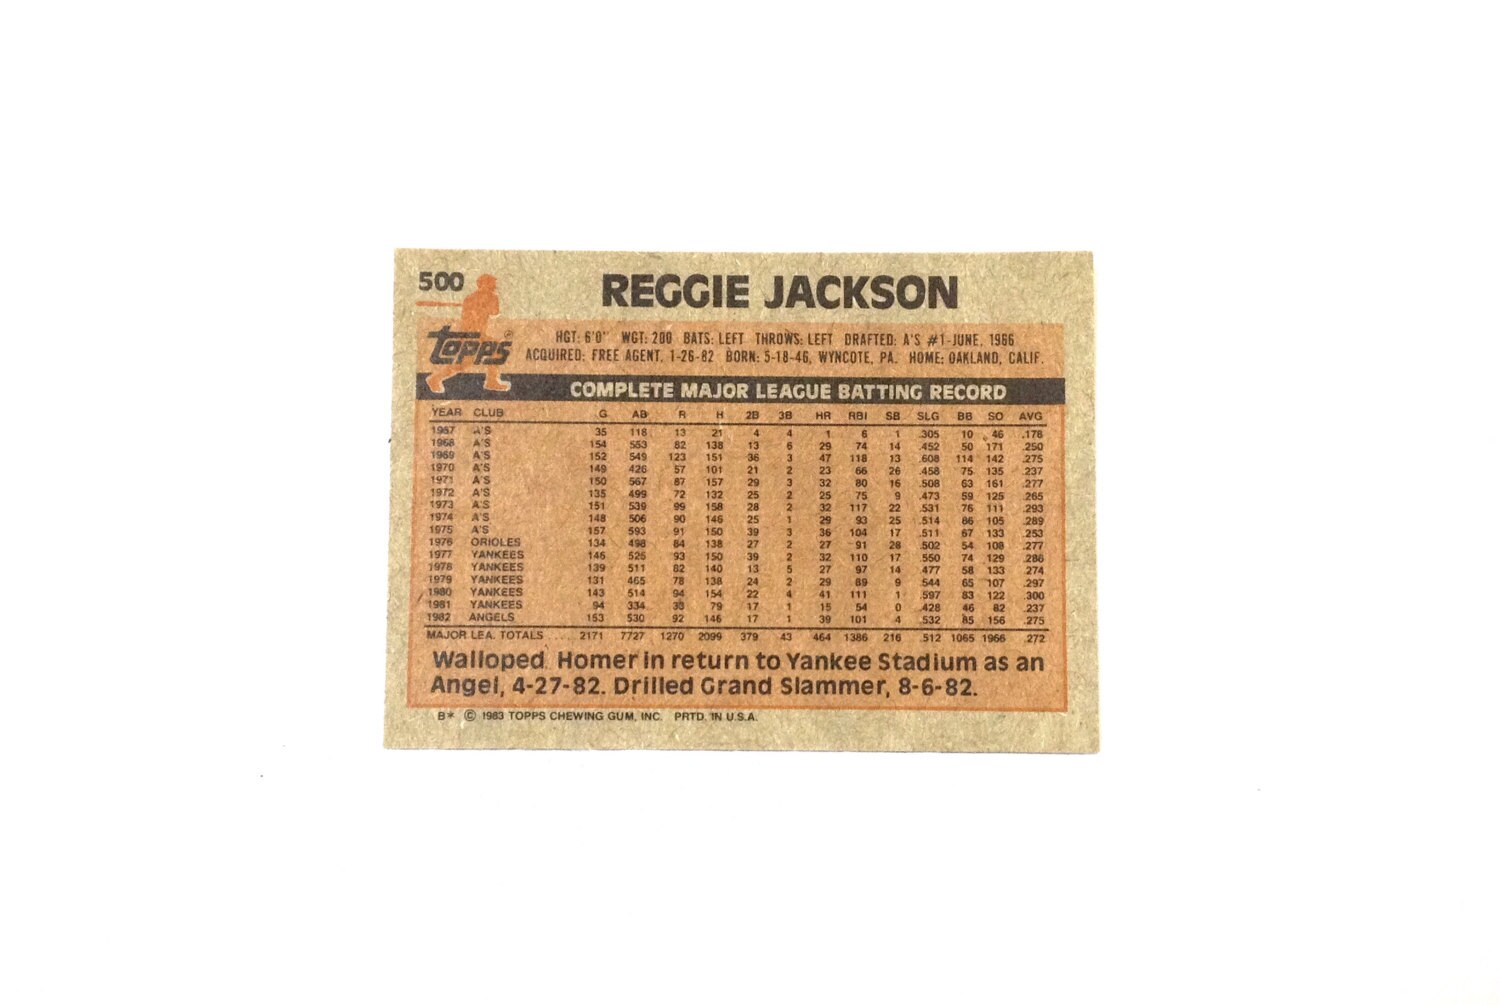 500
REGGIE JACKSON
Topps®
HGT: 6'0" WGT: 200 BATS: LEFT THROWS: LEFT DRAFTED: A'S #1-JUNE, 1966
ACQUIRED: FREE AGENT, 1-26-82 BORN: 5-18-46, WYNCOTE, PA. HOME: OAKLAND, CALIF.
COMPLETE MAJOR LEAGUE BATTING RECORD
YEAR CLUB G AB R H 2B 3B HR RBI SB SLG BB SO AVG
1967 A'S 35 118 13 21 4 4 1 6 1 .305 10 46 .178
1968 A'S 154 553 82 138 13 6 29 74 14 .452 50 171 .250
1969 A'S 152 549 123 151 36 3 47 118 13 .608 114 142 .275
1970 A'S 149 426 57 101 21 2 23 66 26 .458 75 135 .237
1971 A'S 150 567 87 157 29 3 32 80 16 .508 63 161 .277
1972 A'S 135 499 72 132 25 2 25 75 9 .473 59 125 .265
1973 A'S 151 539 99 158 28 2 32 117 22 .531 76 111 .293
1974 A'S 148 506 90 146 25 1 29 93 25 .514 86 105 .289
1975 A'S 157 593 91 150 39 3 36 104 17 .511 67 133 .253
1976 ORIOLES 134 498 84 138 27 2 27 91 28 .502 54 108 .277
1977 YANKEES 146 525 93 150 39 2 32 110 17 .550 74 129 .286
1978 YANKEES 139 511 82 140 13 5 27 97 14 .477 58 133 .274
1979 YANKEES 131 465 78 138 24 2 29 89 9 .544 65 107 .297
1980 YANKEES 143 514 94 154 22 4 41 111 1 .597 83 122 .300
1981 YANKEES 94 334 33 79 17 1 15 54 0 .428 46 82 .237
1982 ANGELS 153 530 92 146 17 1 39 101 4 .532 85 156 .275
MAJOR LEA. TOTALS .... 2171 7727 1270 2099 379 43 464 1386 216 .512 1065 1966 .272
Walloped Homer in return to Yankee Stadium as an
Angel, 4-27-82. Drilled Grand Slammer, 8-6-82.
B* © 1983 TOPPS CHEWING GUM, INC. PRTD. IN U.S.A.